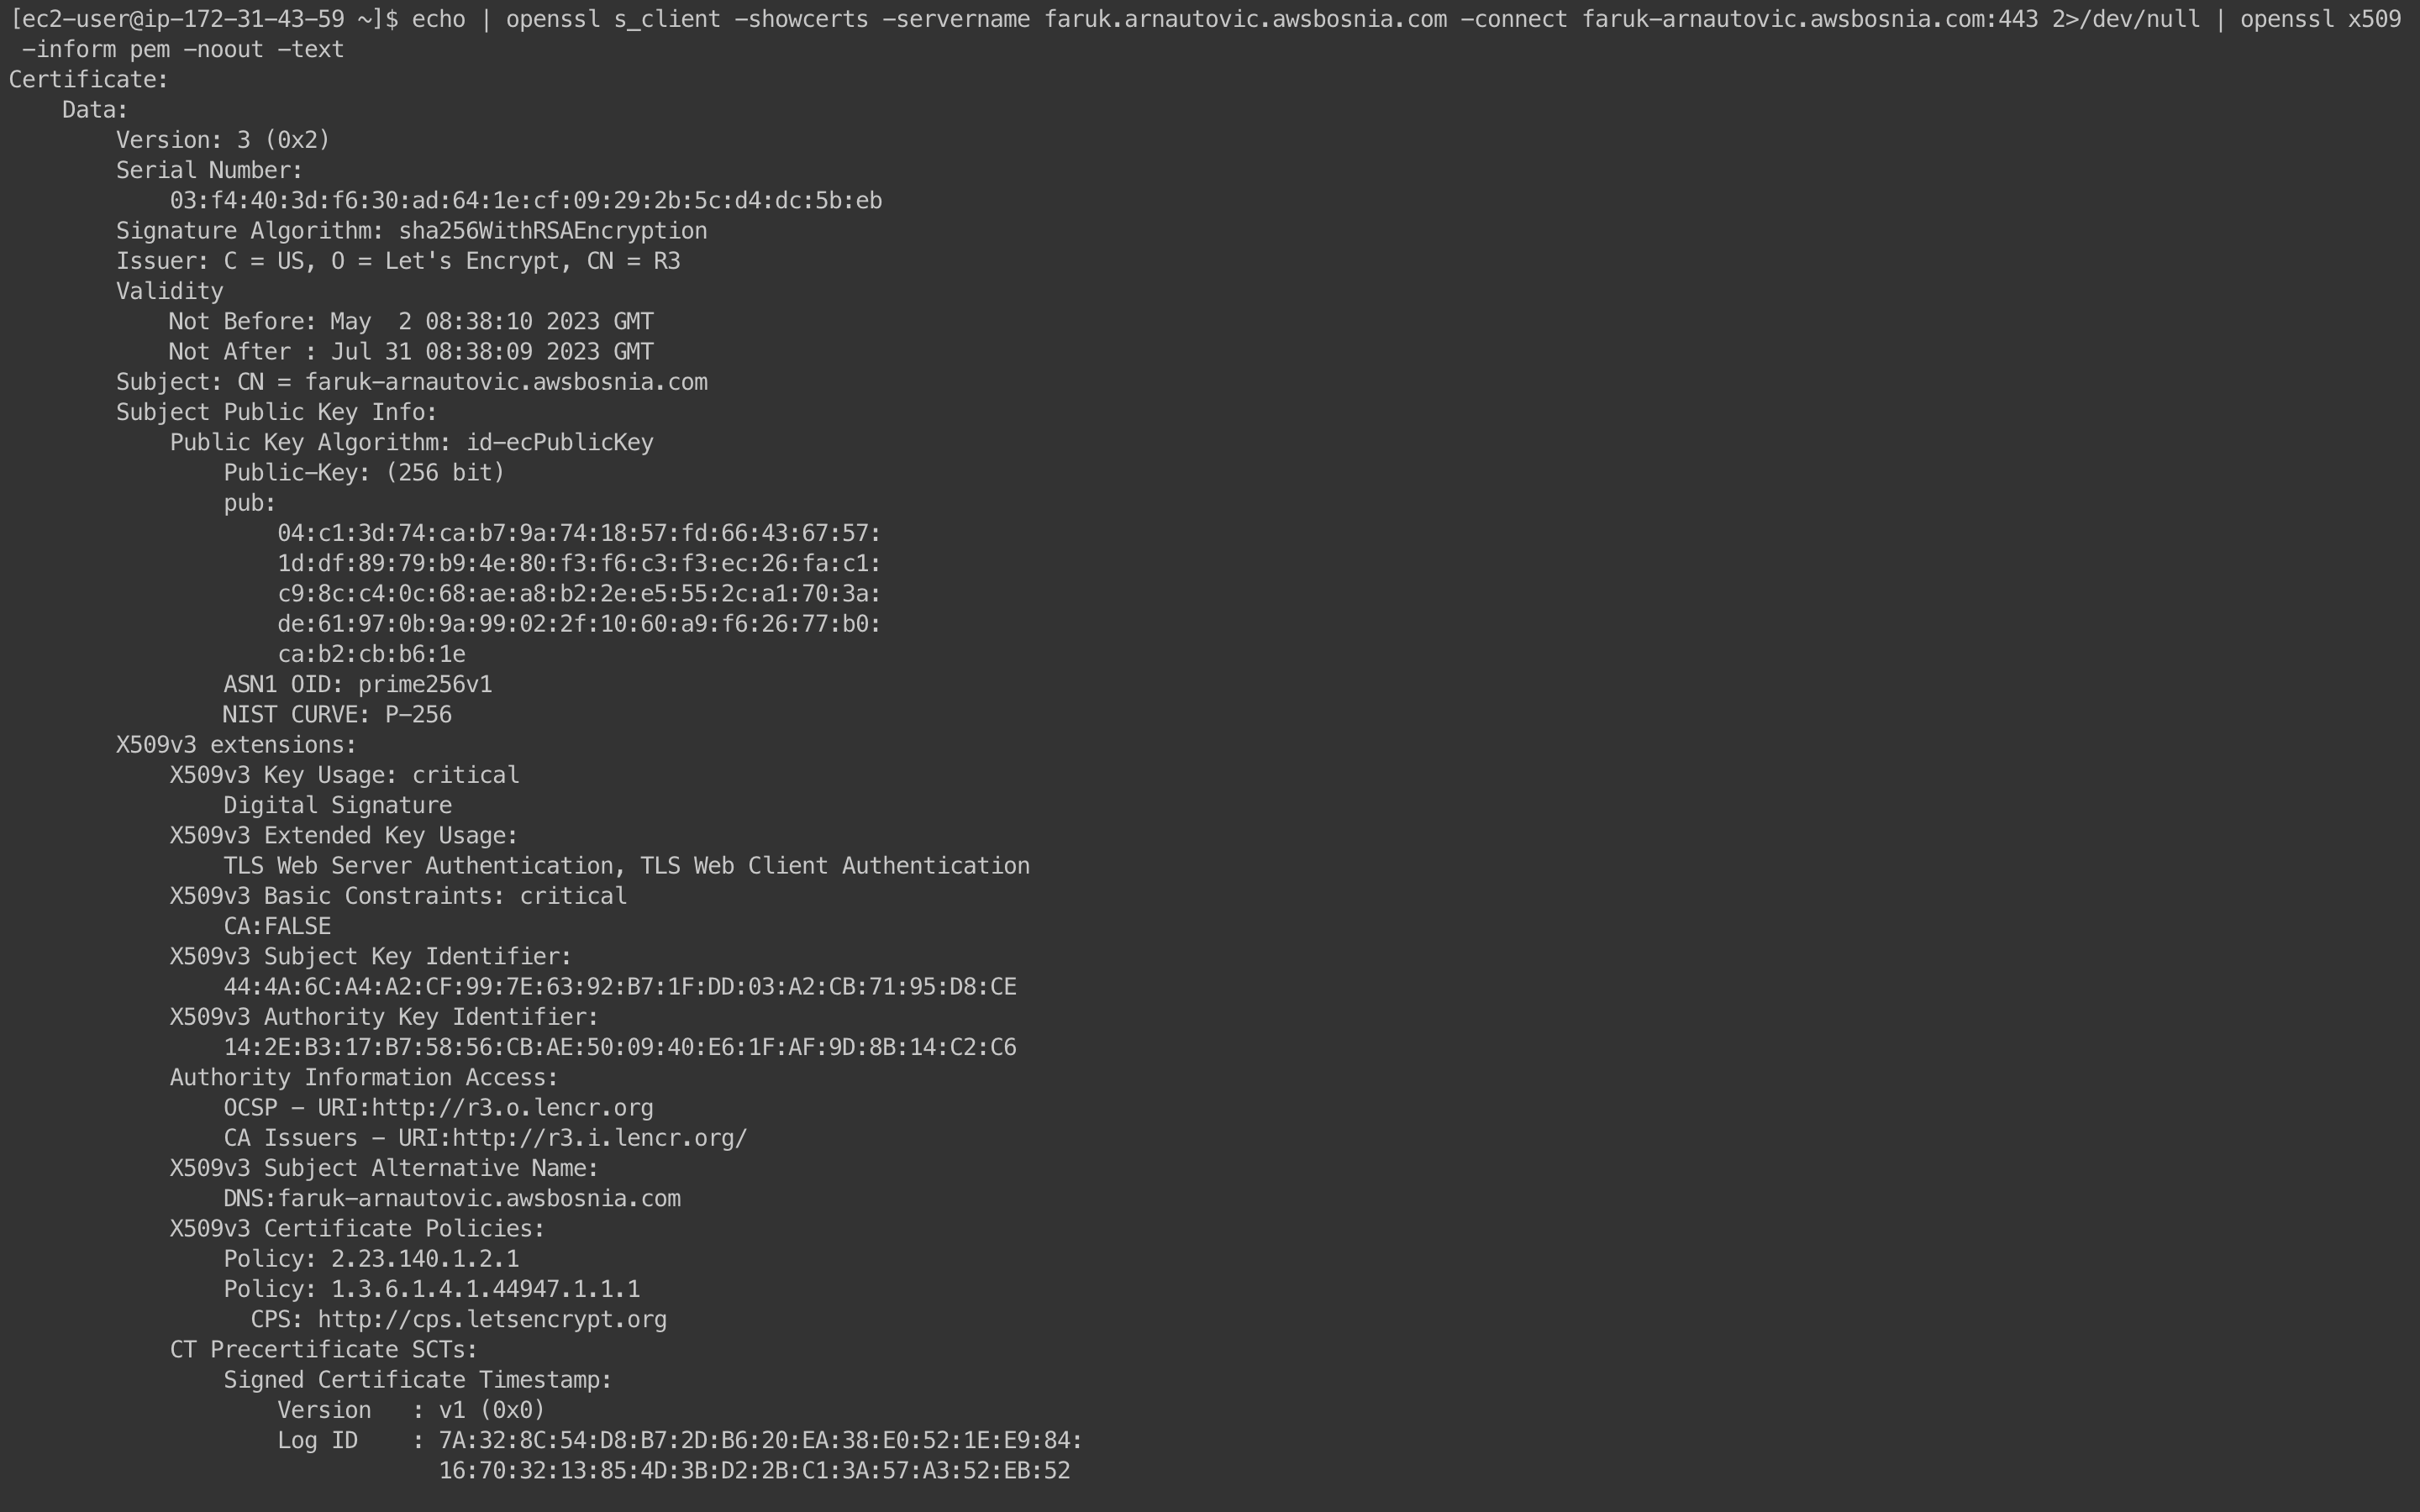 [ec2-user@ip-172-31-43-59 ~]$ echo | openssl s_client -showcerts -servername faruk.arnautovic.awsbosnia.com -connect faruk-arnautovic.awsbosnia.com:443 2>/dev/null | openssl x509
 -inform pem -noout -text
Certificate:
    Data:
        Version: 3 (0x2)
        Serial Number:
            03:f4:40:3d:f6:30:ad:64:1e:cf:09:29:2b:5c:d4:dc:5b:eb
        Signature Algorithm: sha256WithRSAEncryption
        Issuer: C = US, O = Let's Encrypt, CN = R3
        Validity
            Not Before: May  2 08:38:10 2023 GMT
            Not After : Jul 31 08:38:09 2023 GMT
        Subject: CN = faruk-arnautovic.awsbosnia.com
        Subject Public Key Info:
            Public Key Algorithm: id-ecPublicKey
                Public-Key: (256 bit)
                pub:
                    04:c1:3d:74:ca:b7:9a:74:18:57:fd:66:43:67:57:
                    1d:df:89:79:b9:4e:80:f3:f6:c3:f3:ec:26:fa:c1:
                    c9:8c:c4:0c:68:ae:a8:b2:2e:e5:55:2c:a1:70:3a:
                    de:61:97:0b:9a:99:02:2f:10:60:a9:f6:26:77:b0:
                    ca:b2:cb:b6:1e
                ASN1 OID: prime256v1
                NIST CURVE: P-256
        X509v3 extensions:
            X509v3 Key Usage: critical
                Digital Signature
            X509v3 Extended Key Usage:
                TLS Web Server Authentication, TLS Web Client Authentication
            X509v3 Basic Constraints: critical
                CA:FALSE
            X509v3 Subject Key Identifier:
                44:4A:6C:A4:A2:CF:99:7E:63:92:B7:1F:DD:03:A2:CB:71:95:D8:CE
            X509v3 Authority Key Identifier:
                14:2E:B3:17:B7:58:56:CB:AE:50:09:40:E6:1F:AF:9D:8B:14:C2:C6
            Authority Information Access:
                OCSP - URI:http://r3.o.lencr.org
                CA Issuers - URI:http://r3.i.lencr.org/
            X509v3 Subject Alternative Name:
                DNS:faruk-arnautovic.awsbosnia.com
            X509v3 Certificate Policies:
                Policy: 2.23.140.1.2.1
                Policy: 1.3.6.1.4.1.44947.1.1.1
                  CPS: http://cps.letsencrypt.org
            CT Precertificate SCTs:
                Signed Certificate Timestamp:
                    Version   : v1 (0x0)
                    Log ID    : 7A:32:8C:54:D8:B7:2D:B6:20:EA:38:E0:52:1E:E9:84:
                                16:70:32:13:85:4D:3B:D2:2B:C1:3A:57:A3:52:EB:52